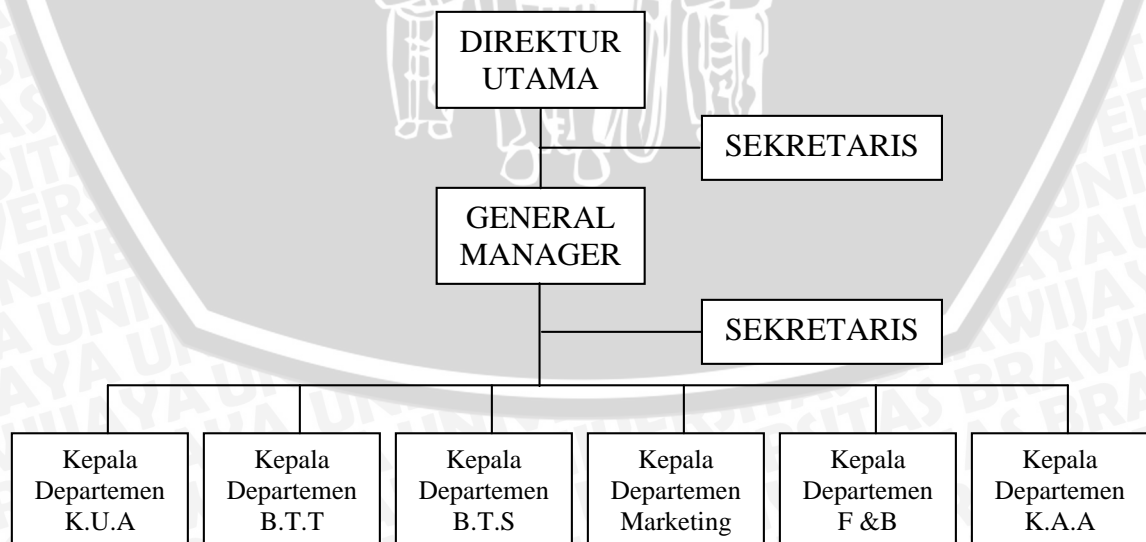 DIREKTUR
UTAMA
SEKRETARIS
GENERAL
MANAGER
SEKRETARIS
Kepala
Departemen
K.U.A
Kepala
Departemen
B.T.T
Kepala
Departemen
B.T.S
Kepala
Departemen
Marketing
Kepala
Departemen
F &B
Kepala
Departemen
K.A.A